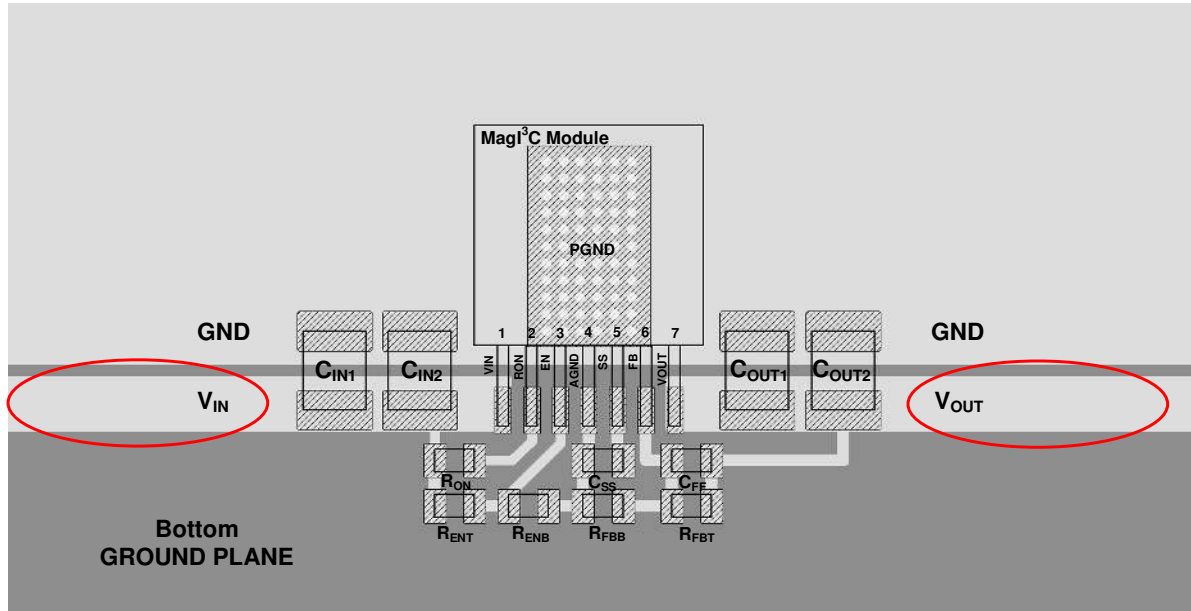 MagI³C Module
PGND
1 2 3 4 5 6 7
VIN
RON
EN
AGND
SS
FB
VOUT
GND
GND
CIN1
CIN2
COUT1
COUT2
VIN
VOUT
RON
CSS
CFF
RENT
RENB
RFBB
RFBT
Bottom
GROUND PLANE